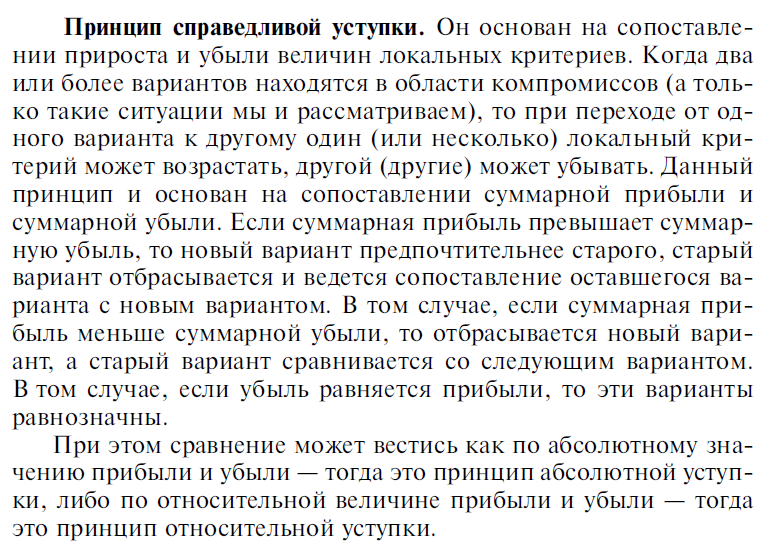 Принцип справедливой уступки. Он основан на сопоставле-
нии прироста и убыли величин локальных критериев. Когда два
или более вариантов находятся в области компромиссов (а толь-
ко такие ситуации мы и рассматриваем), то при переходе от од-
ного варианта к другому один (или несколько) локальный кри-
терий может возрастать, другой (другие) может убывать. Данный
принцип и основан на сопоставлении суммарной прибыли и
суммарной убыли. Если суммарная прибыль превышает суммар-
ную убыль, то новый вариант предпочтительнее старого, старый
вариант отбрасывается и ведется сопоставление оставшегося ва-
рианта с новым вариантом. В том случае, если суммарная при-
быль меньше суммарной убыли, то отбрасывается новый вари-
ант, а старый вариант сравнивается со следующим вариантом.
В том случае, если убыль равняется прибыли, то эти варианты
равнозначны.
При этом сравнение может вестись как по абсолютному зна-
чению прибыли и убыли — тогда это принцип абсолютной уступ-
ки, либо по относительной величине прибыли и убыли — тогда
это принцип относительной уступки.